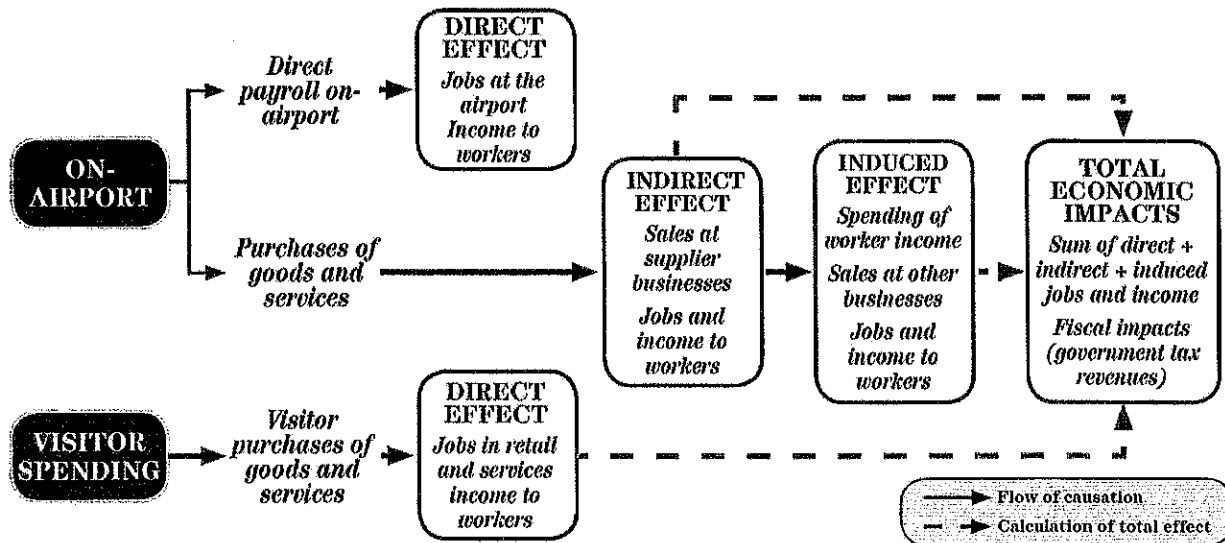 ON-
AIRPORT
Direct
payroll on-
airport
DIRECT
EFFECT
Jobs at the
airport
Income to
workers
Purchases of
goods and
services
INDIRECT
EFFECT
Sales at
supplier
businesses
Jobs and
income to
workers
INDUCED
EFFECT
Spending of
worker income
Sales at other
businesses
Jobs and
income to
workers
TOTAL
ECONOMIC
IMPACTS
Sum of direct +
indirect + induced
jobs and income
Fiscal impacts
(government tax
revenues)
VISITOR
SPENDING
Visitor
purchases of
goods and
services
DIRECT
EFFECT
Jobs in retail
and services
income to
workers
Flow of causation
Calculation of total effect